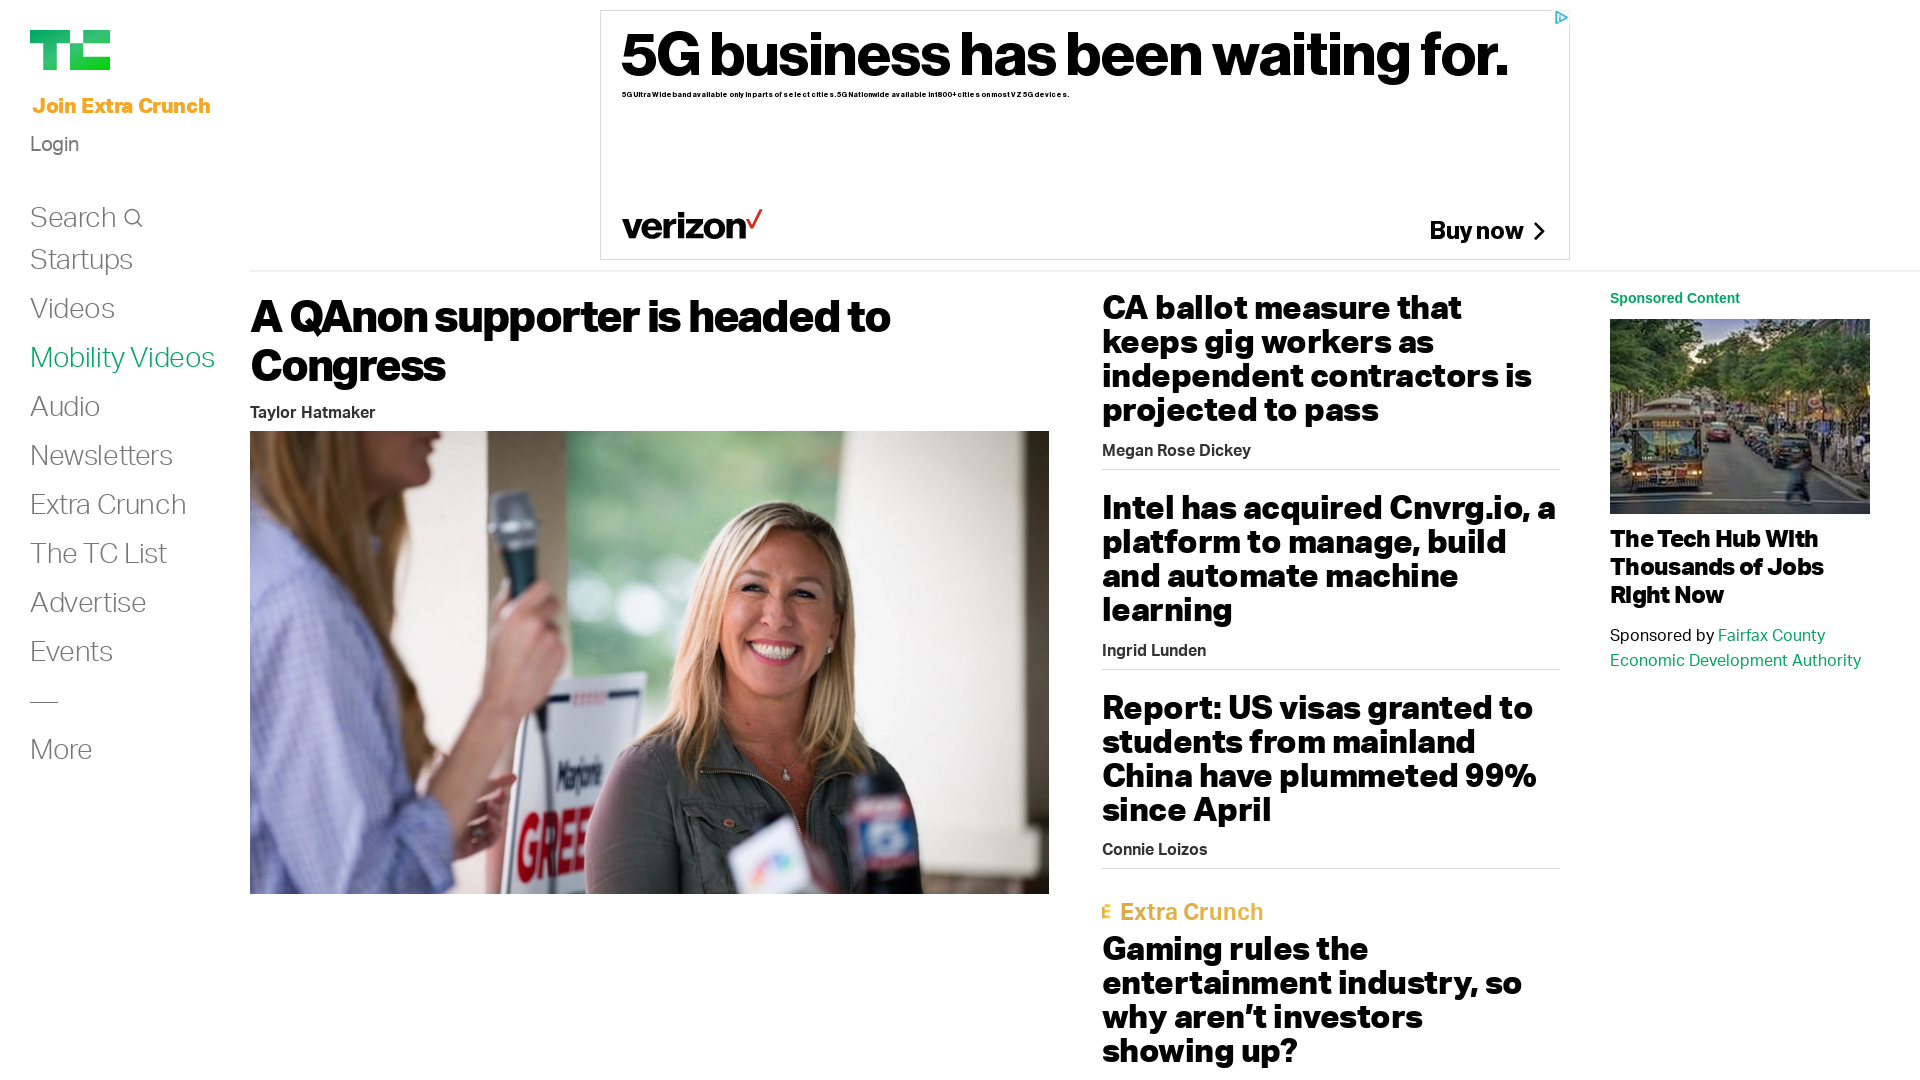 TC
Join Extra Crunch
Login
Search
Startups
Videos
Mobility Videos
Audio
Newsletters
Extra Crunch
The TC List
Advertise
Events
More
5G business has been waiting for.
5G Ultra Wideband available only in parts of select cities. 5G Nationwide available in 1800+ cities on most VZ 5G devices.
verizon
Buy now
A QAnon supporter is headed to
Congress
Taylor Hatmaker
Marjorie
GREE
5
CA ballot measure that
keeps gig workers as
independent contractors is
projected to pass
Megan Rose Dickey
Intel has acquired Cnvrg.io, a
platform to manage, build
and automate machine
learning
Ingrid Lunden
Report: US visas granted to
students from mainland
China have plummeted 99%
since April
Connie Loizos
Extra Crunch
Gaming rules the
entertainment industry, so
why aren’t investors
showing up?
Sponsored Content
TROLLEY
The Tech Hub WIth
Thousands of Jobs
RIght Now
Sponsored by Fairfax County
Economic Development Authority